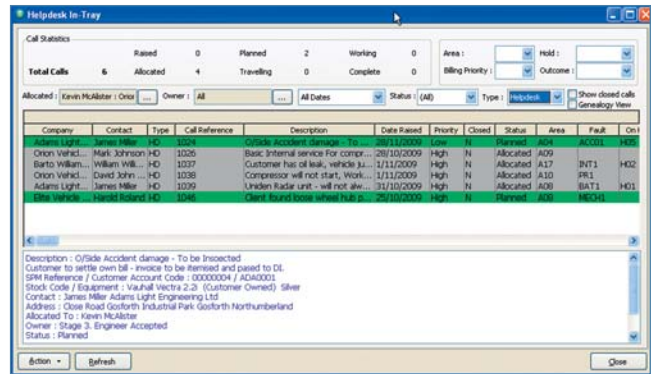 Helpdesk In-Tray
Call Statistics
Raised 0 Planned 2 Working 0
Total Calls 6 Allocated 4 Travelling 0 Complete 0
Area : Hold :
Billing Priority : Outcome :
Allocated : Kevin McAlister : Orior ... Owner : All ... All Dates Status : (All) Type : Helpdesk
Show closed calls
Genealogy View
Company Contact Type Call Reference Description Date Raised Priority Closed Status Area Fault On H
Adams Light... James Miller HD 1024 O/Side Accident damage - To ... 28/11/2009 Low N Planned A04 ACC01 H05
Orion Vehicl... Mark Johnson HD 1026 Basic Internal service For compr... 28/10/2009 High N Allocated A09
Barto William... William Willi... HD 1037 Customer has oil leak, vehicle ju... 1/11/2009 High N Allocated A17 INT1 H02
Orion Vehicl... David John ... HD 1038 Compressor will not start, Work... 1/11/2009 High N Allocated A10 PR1
Adams Light... James Miller HD 1039 Uniden Radar unit - will not alw... 31/10/2009 High N Allocated A08 BAT1 H01
Elite Vehicle ... Harold Roland HD 1046 Client found loose wheel hub p... 25/10/2009 High N Planned A08 MECH1
Description : O/Side Accident damage - To be Inspected
Customer to settle own bill - invoice to be itemised and pased to DI.
SPM Reference / Customer Account Code : 00000004 / ADA0001
Stock Code / Equipment : Vauhall Vectra 2.2i (Customer Owned) Silver
Contact : James Miller Adams Light Engineering Ltd
Address : Close Road Gosforth Industrial Park Gosforth Northumberland
Allocated To : Kevin McAlister
Owner : Stage 3. Engineer Accepted
Status : Planned
Action Refresh Close